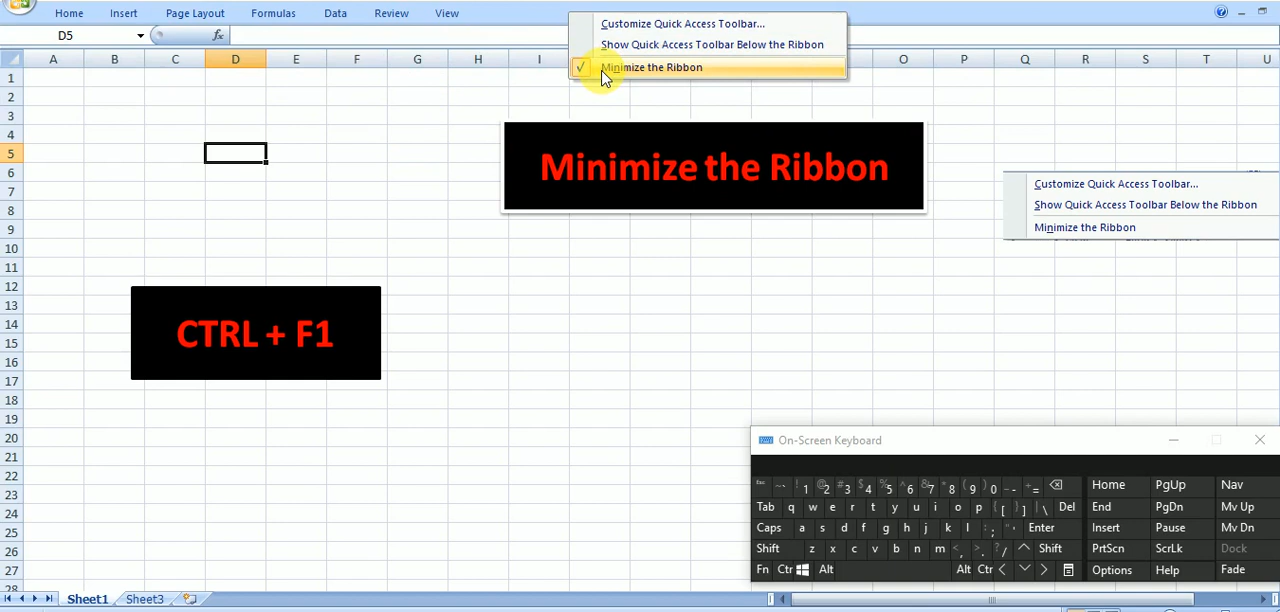 Home Insert Page Layout Formulas Data Review View
Customize Quick Access Toolbar...
Show Quick Access Toolbar Below the Ribbon
✓ Minimize the Ribbon
D5 fx
A B C D E F G H I O P Q R S T U
1
2
3
4
5
6
7
8
9
10
11
12
13
14
15
16
17
18
19
20
21
22
23
24
25
26
27
28
Minimize the Ribbon
Customize Quick Access Toolbar...
Show Quick Access Toolbar Below the Ribbon
Minimize the Ribbon
CTRL + F1
On-Screen Keyboard
Esc ~` !1 @2 #3 $4 %5 ^6 &7 *8 (9 )0 _- += Home PgUp Nav
Tab q w e r t y u i o p {[ }] |\ Del End PgDn Mv Up
Caps a s d f g h j k l :; "' Enter Insert Pause Mv Dn
Shift z x c v b n m <, >. ?/ Shift PrtScn ScrLk Dock
Fn Ctr Alt Alt Ctr Options Help Fade
Sheet1 Sheet3